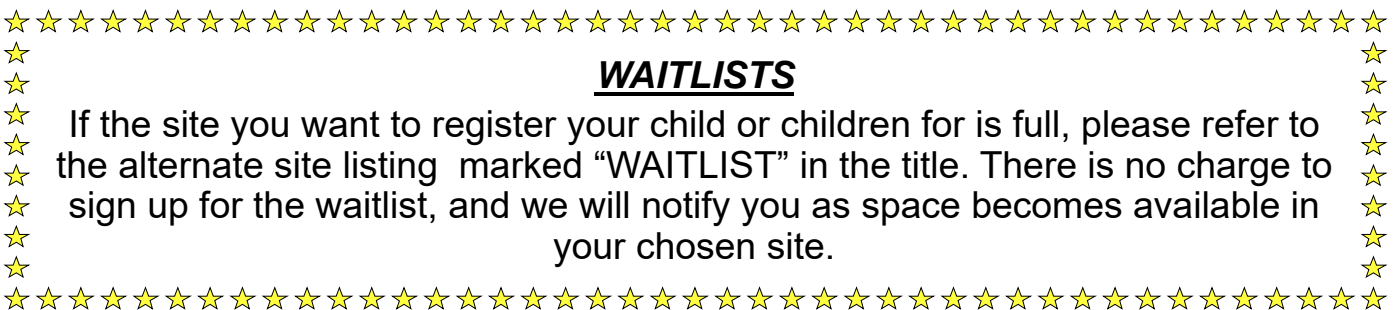 WAITLISTS
If the site you want to register your child or children for is full, please refer to
the alternate site listing  marked “WAITLIST” in the title. There is no charge to
sign up for the waitlist, and we will notify you as space becomes available in
your chosen site.